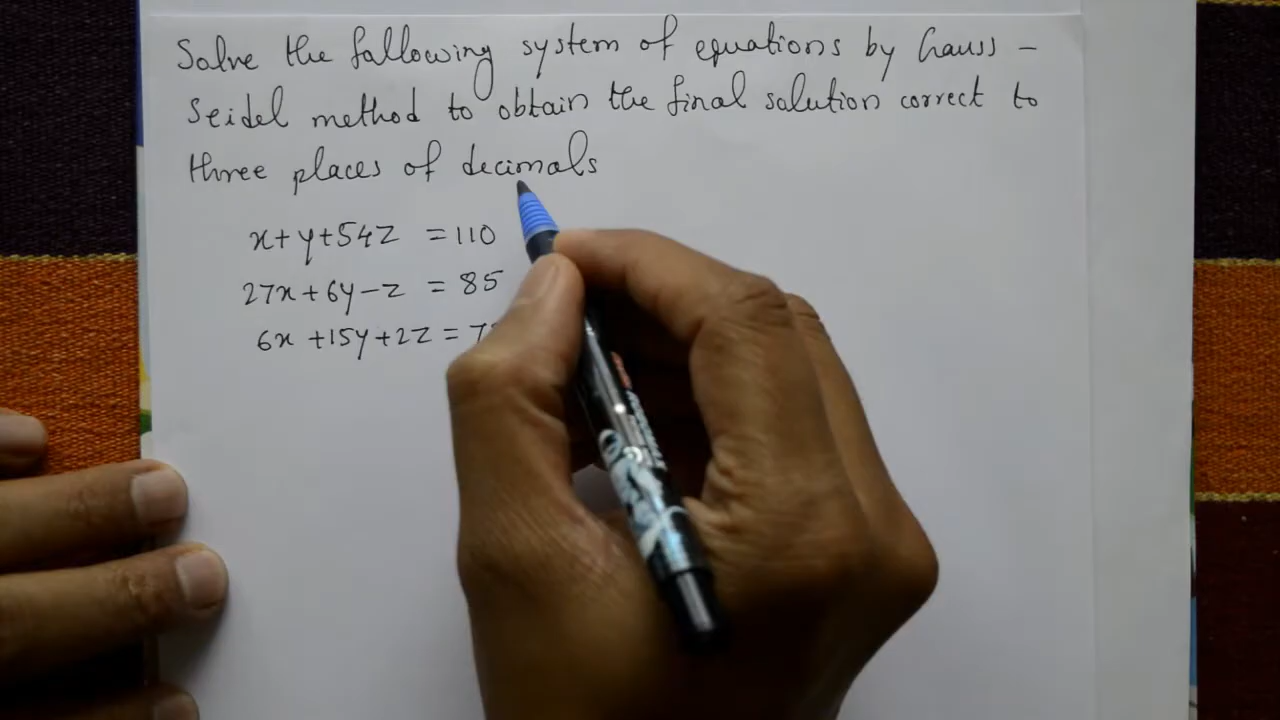 Solve the following system of equations by Gauss -
Seidel method to obtain the final solution correct to
three places of decimals
x+y+54z =110
27x+6y-z = 85
6x +15y+2z = 7